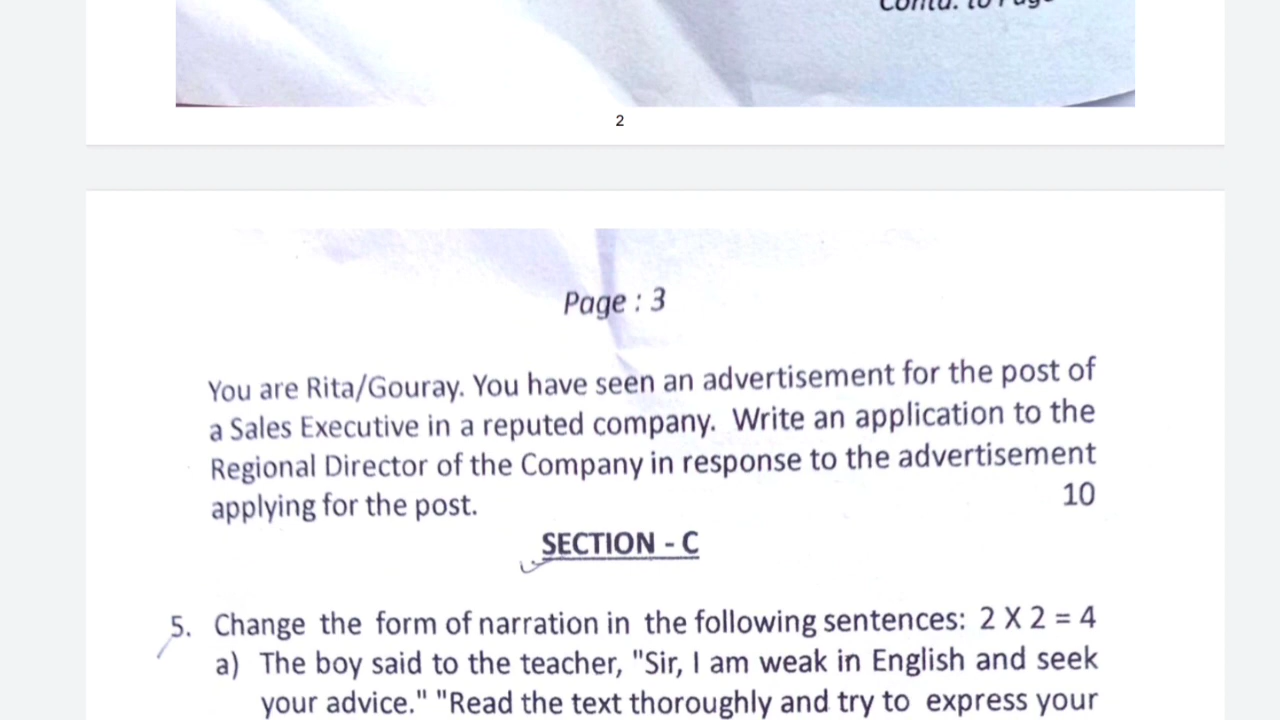 Contd. to Page
2
Page : 3
You are Rita/Gouray. You have seen an advertisement for the post of
a Sales Executive in a reputed company. Write an application to the
Regional Director of the Company in response to the advertisement
applying for the post. 10
SECTION - C
5. Change the form of narration in the following sentences: 2 X 2 = 4
a) The boy said to the teacher, "Sir, I am weak in English and seek
your advice." "Read the text thoroughly and try to express your